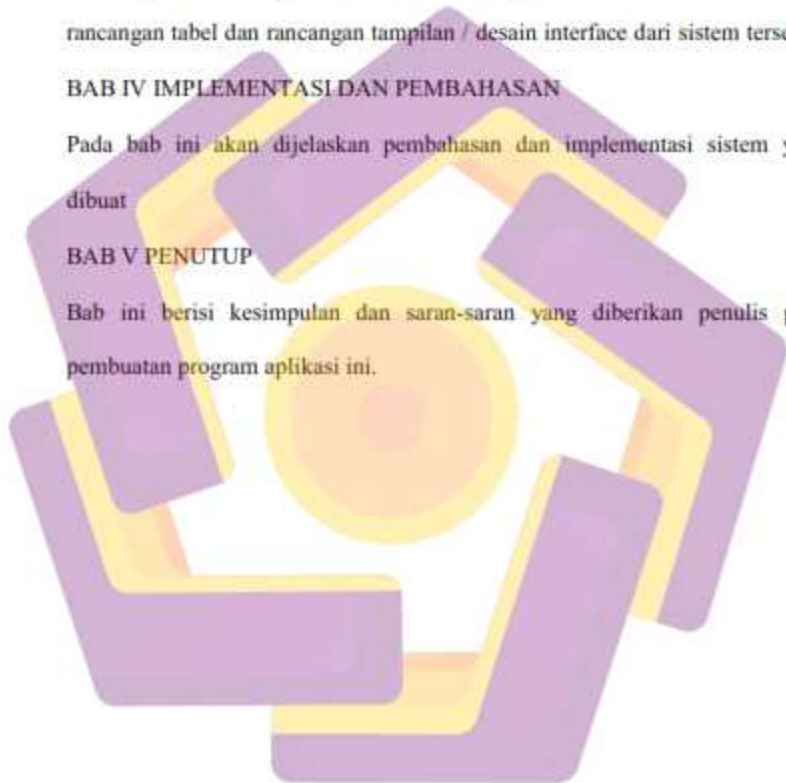 rancangan tabel dan rancangan tampilan / desain interface dari sistem
BAB IV IMPLEMENTASI DAN PEMBAHASAN
Pada bab ini akan dijelaskan pembahasan dan implementasi sistem
dibuat
BAB V PENUTUP
Bab ini berisi kesimpulan dan saran-saran yang diberikan penulis
pembuatan program aplikasi ini.